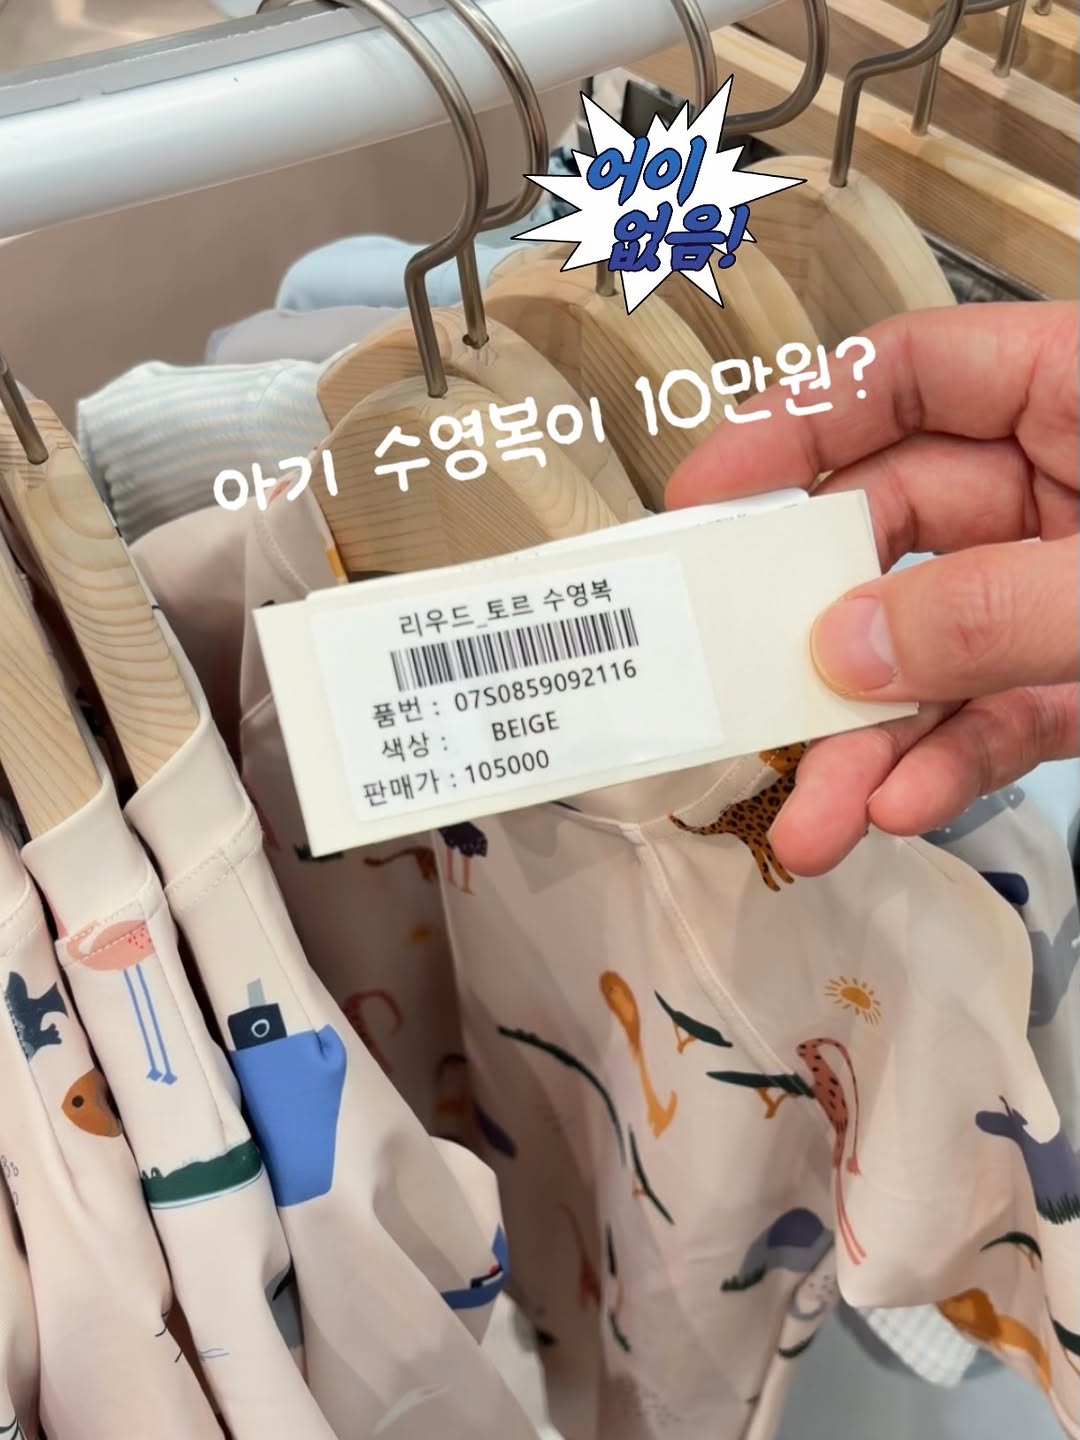 어이
없음!
아기 수영복이 10만원?
리우드_토르 수영복
품번 : 07S0859092116
색상 : BEIGE
판매가 : 105000